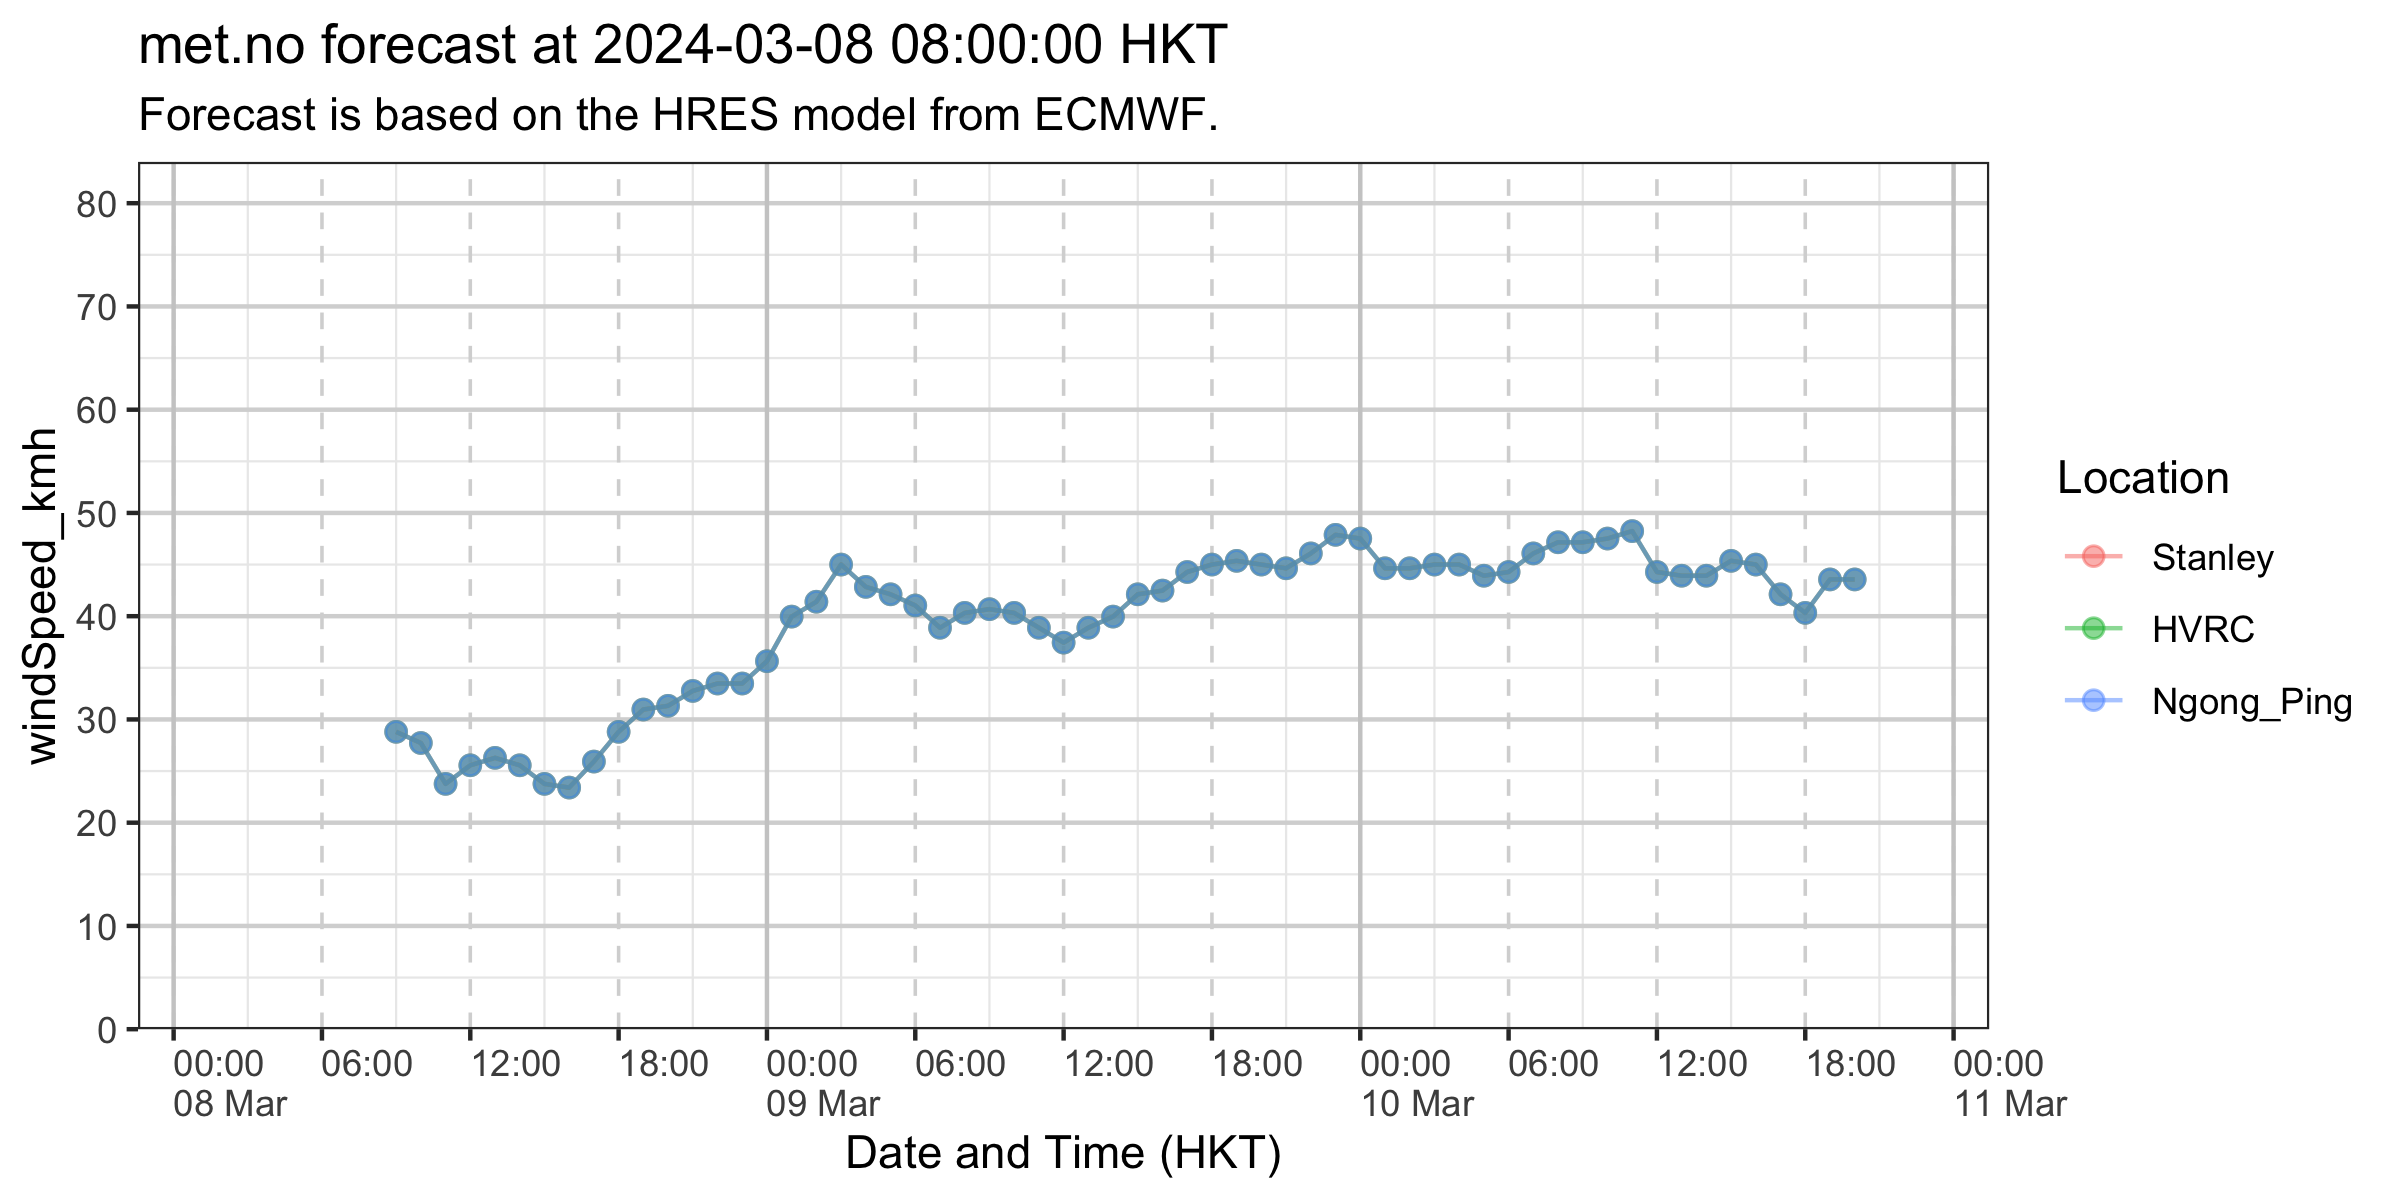 met.no forecast at 2024-03-08 08:00:00 HKT
Forecast is based on the HRES model from ECMWF.
windSpeed_kmh
80
70
60
50
40
30
20
10
0
00:00 06:00 12:00 18:00 00:00 06:00 12:00 18:00 00:00 06:00 12:00 18:00 00:00
08 Mar 09 Mar 10 Mar 11 Mar
Date and Time (HKT)
Location
Stanley
HVRC
Ngong_Ping